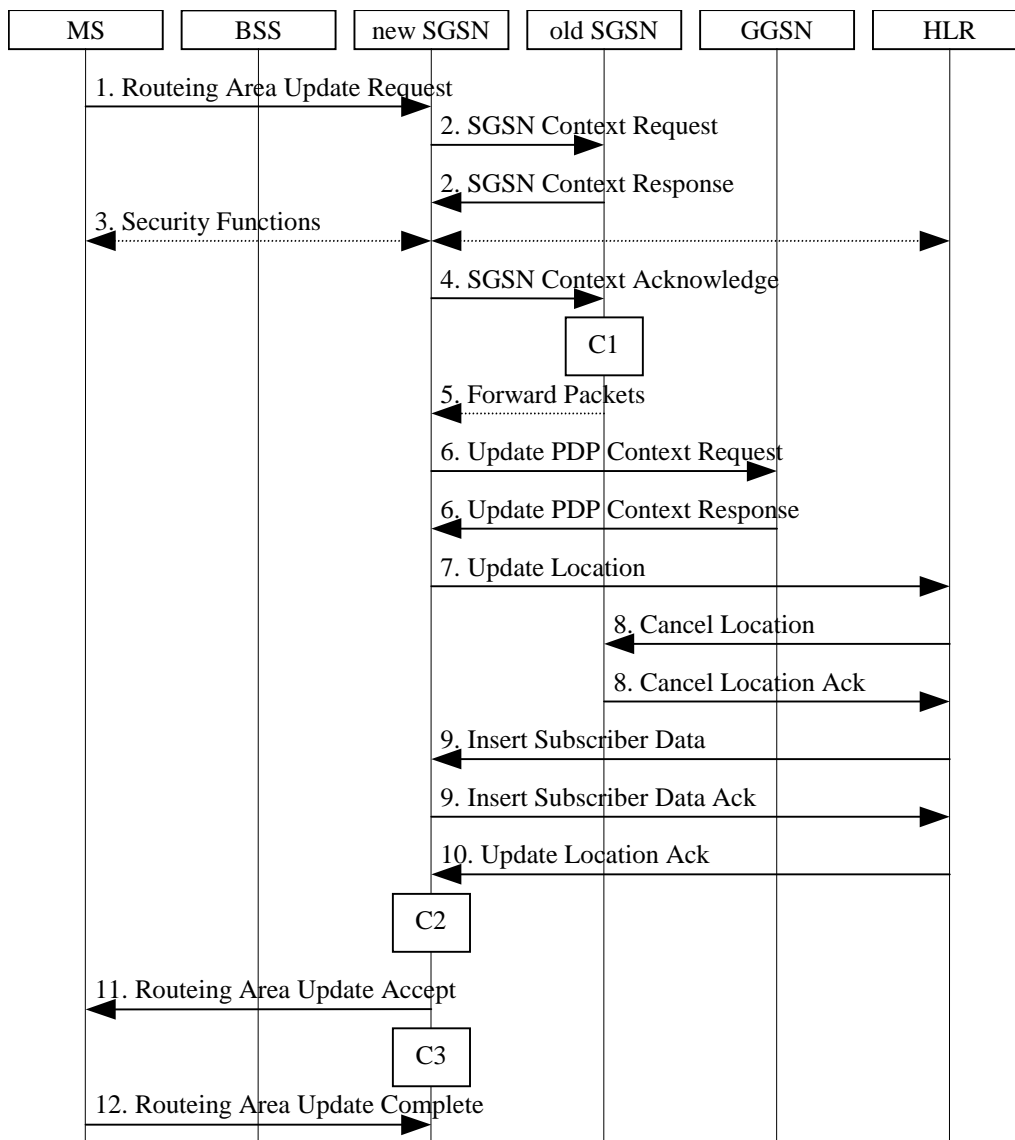 MS
BSS
new SGSN
old SGSN
GGSN
HLR
1. Routeing Area Update Request
2. SGSN Context Request
2. SGSN Context Response
3. Security Functions
4. SGSN Context Acknowledge
C1
5. Forward Packets
6. Update PDP Context Request
6. Update PDP Context Response
7. Update Location
8. Cancel Location
8. Cancel Location Ack
9. Insert Subscriber Data
9. Insert Subscriber Data Ack
10. Update Location Ack
C2
11. Routeing Area Update Accept
C3
12. Routeing Area Update Complete